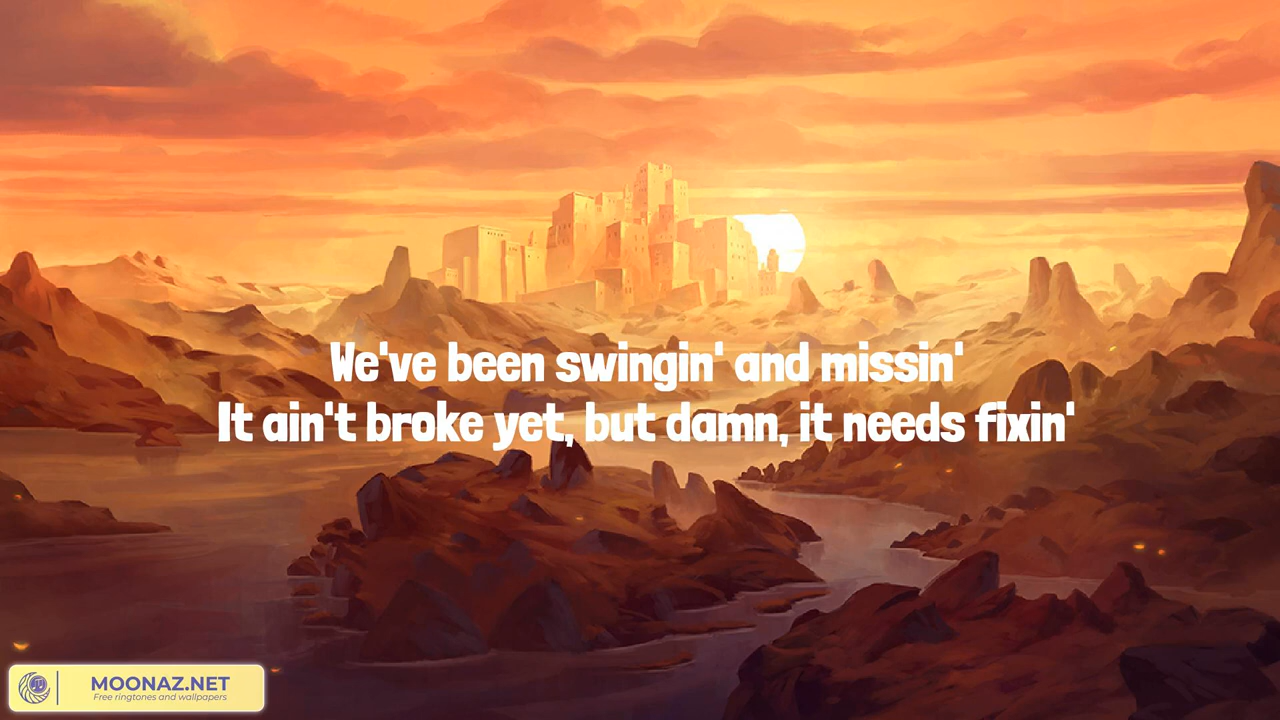 We've been swingin' and missin'
It ain't broke yet, but damn, it needs fixin'
MOONAZ.NET
Free ringtones and wallpapers